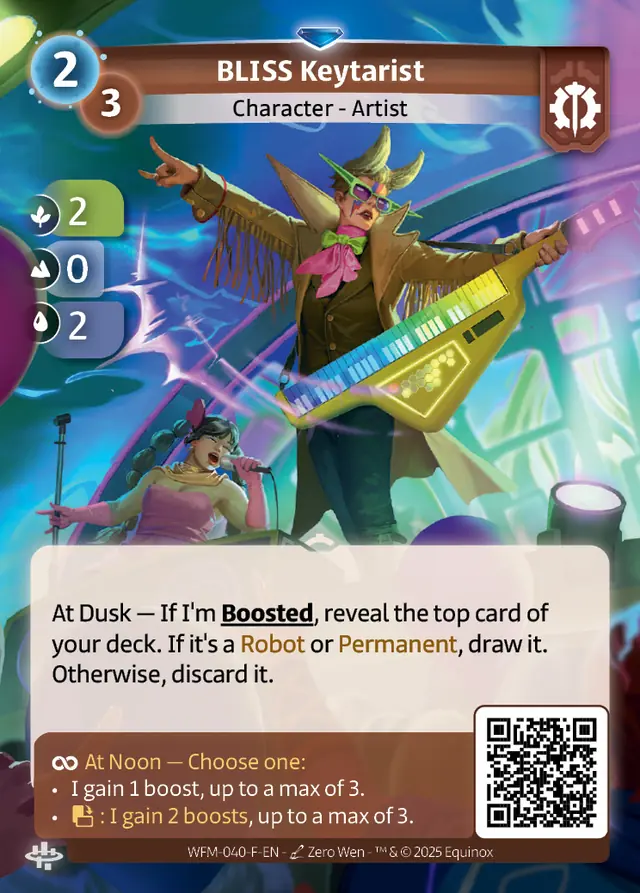 2
BLISS Keytarist
3
Character - Artist
2
0
2
At Dusk — If I'm Boosted, reveal the top card of
your deck. If it's a Robot or Permanent, draw it.
Otherwise, discard it.
At Noon — Choose one:
• I gain 1 boost, up to a max of 3.
• : I gain 2 boosts, up to a max of 3.
WFM-040-F-EN - Zero Wen - ™ & © 2025 Equinox